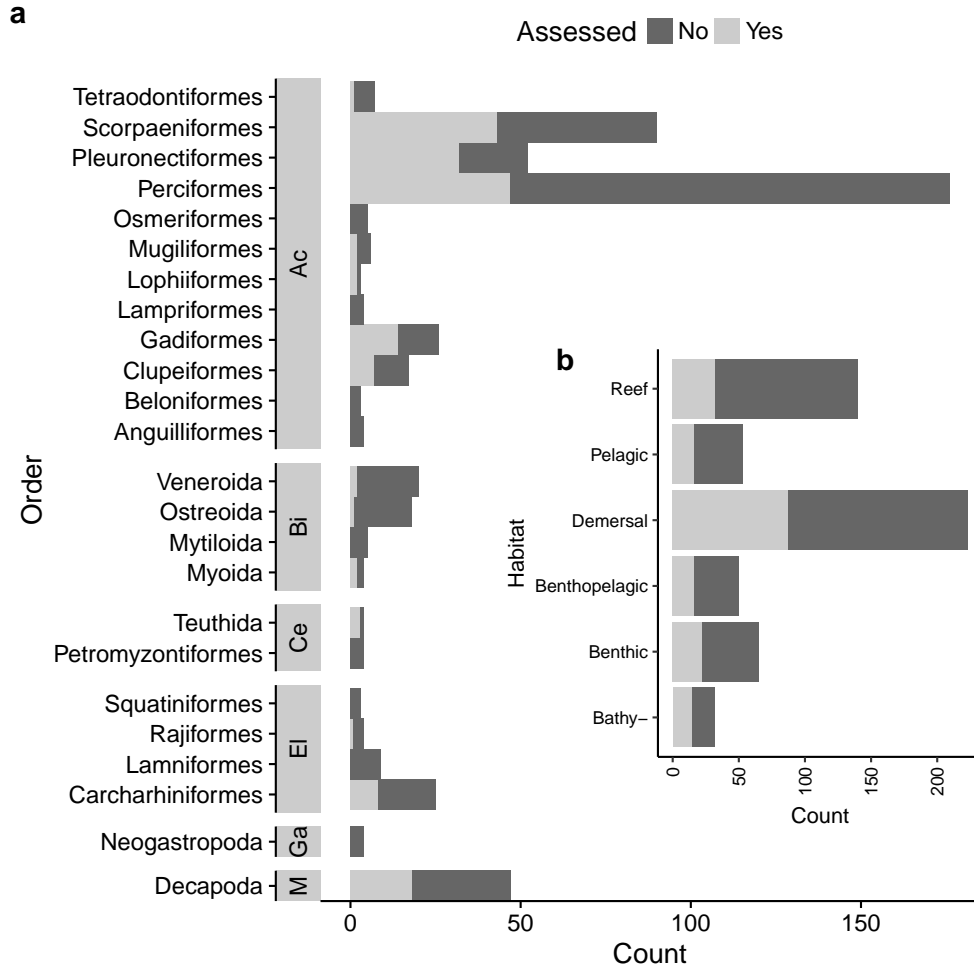 a
Assessed No Yes
Order
Tetraodontiformes
Scorpaeniformes
Pleuronectiformes
Perciformes
Osmeriformes
Mugiliformes
Lophiiformes
Lampriformes
Gadiformes
Clupeiformes
Beloniformes
Anguilliformes
Ac
Veneroida
Ostreoida
Mytiloida
Myoida
Bi
Teuthida
Petromyzontiformes
Ce
Squatiniformes
Rajiformes
Lamniformes
Carcharhiniformes
El
Neogastropoda
Ga
Decapoda
M
0 50 100 150
Count
b
Habitat
Reef
Pelagic
Demersal
Benthopelagic
Benthic
Bathy–
0 50 100 150 200
Count